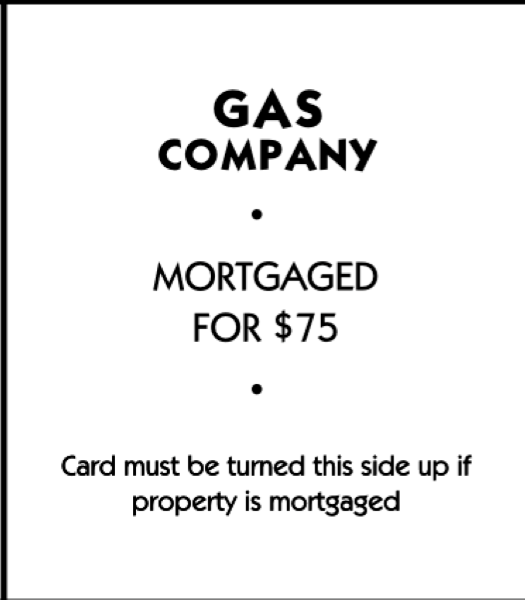 GAS
COMPANY
•
MORTGAGED
FOR $75
•
Card must be turned this side up if
property is mortgaged